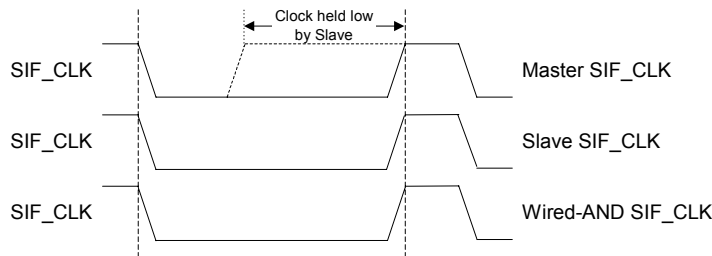 Clock held low
by Slave
SIF_CLK
Master SIF_CLK
SIF_CLK
Slave SIF_CLK
SIF_CLK
Wired-AND SIF_CLK